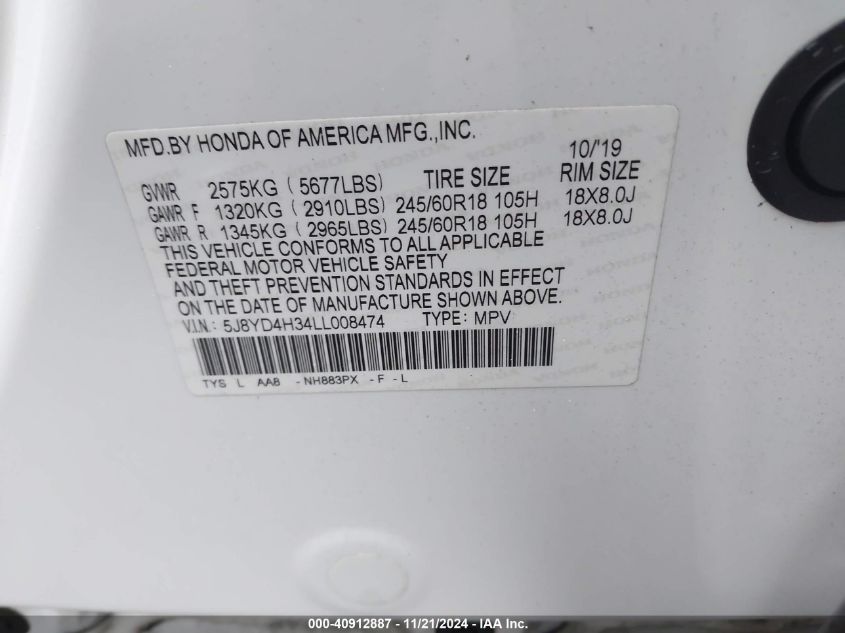 MFD.BY HONDA OF AMERICA MFG.,INC. 10/'19
GVWR 2575KG ( 5677LBS) TIRE SIZE RIM SIZE
GAWR F 1320KG ( 2910LBS) 245/60R18 105H 18X8.0J
GAWR R 1345KG ( 2965LBS) 245/60R18 105H 18X8.0J
THIS VEHICLE CONFORMS TO ALL APPLICABLE
FEDERAL MOTOR VEHICLE SAFETY
AND THEFT PREVENTION STANDARDS IN EFFECT
ON THE DATE OF MANUFACTURE SHOWN ABOVE.
V.I.N.: 5J8YD4H34LL008474 TYPE: MPV
TYS L AA8 -NH883PX -F -L
000-40912887 - 11/21/2024 - IAA Inc.